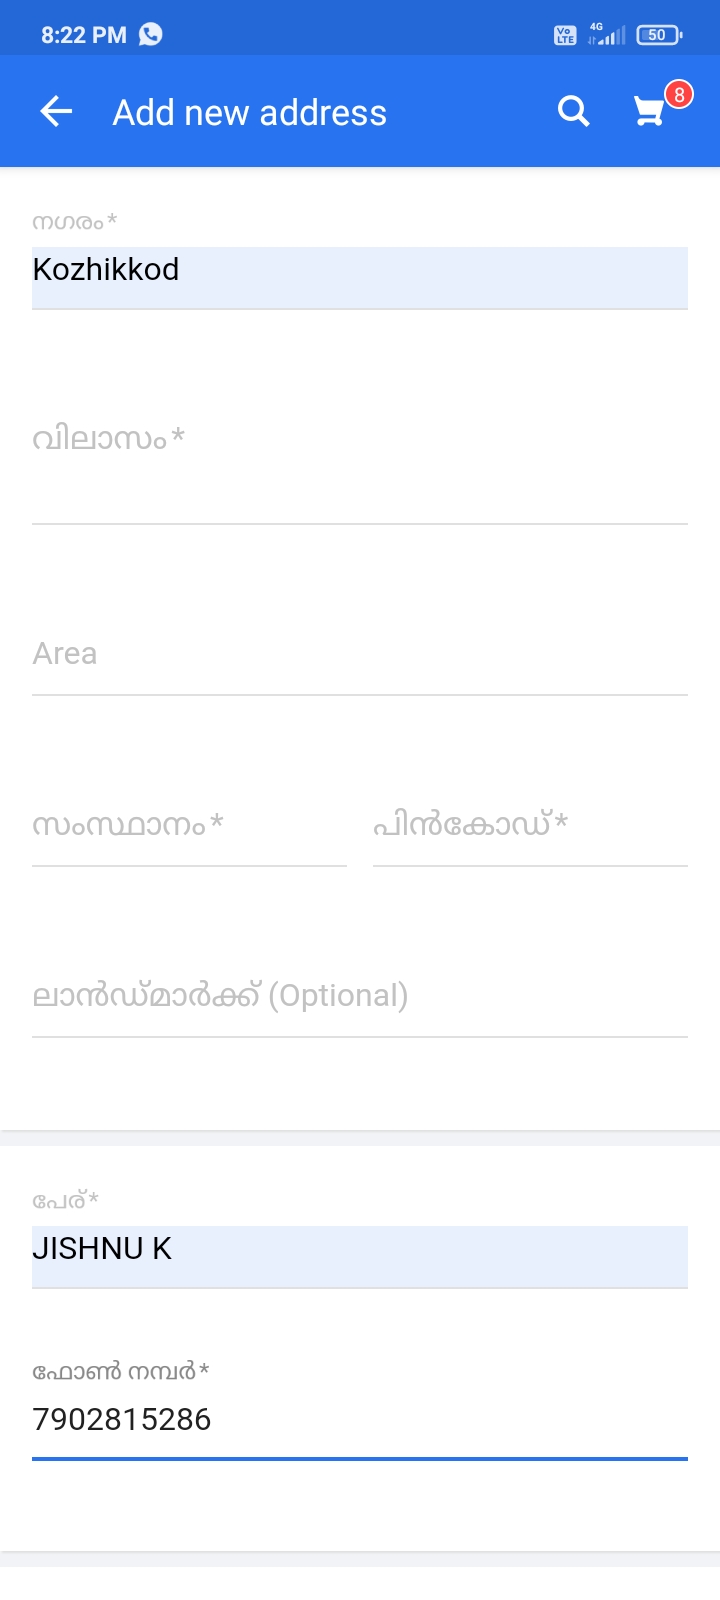 8:22 PM
Vo LTE 4G 50
Add new address 8
നഗരം*
Kozhikkod
വിലാസം*
Area
സംസ്ഥാനം* പിൻകോഡ്*
ലാൻഡ്മാർക്ക് (Optional)
പേര്*
JISHNU K
ഫോൺ നമ്പർ*
7902815286